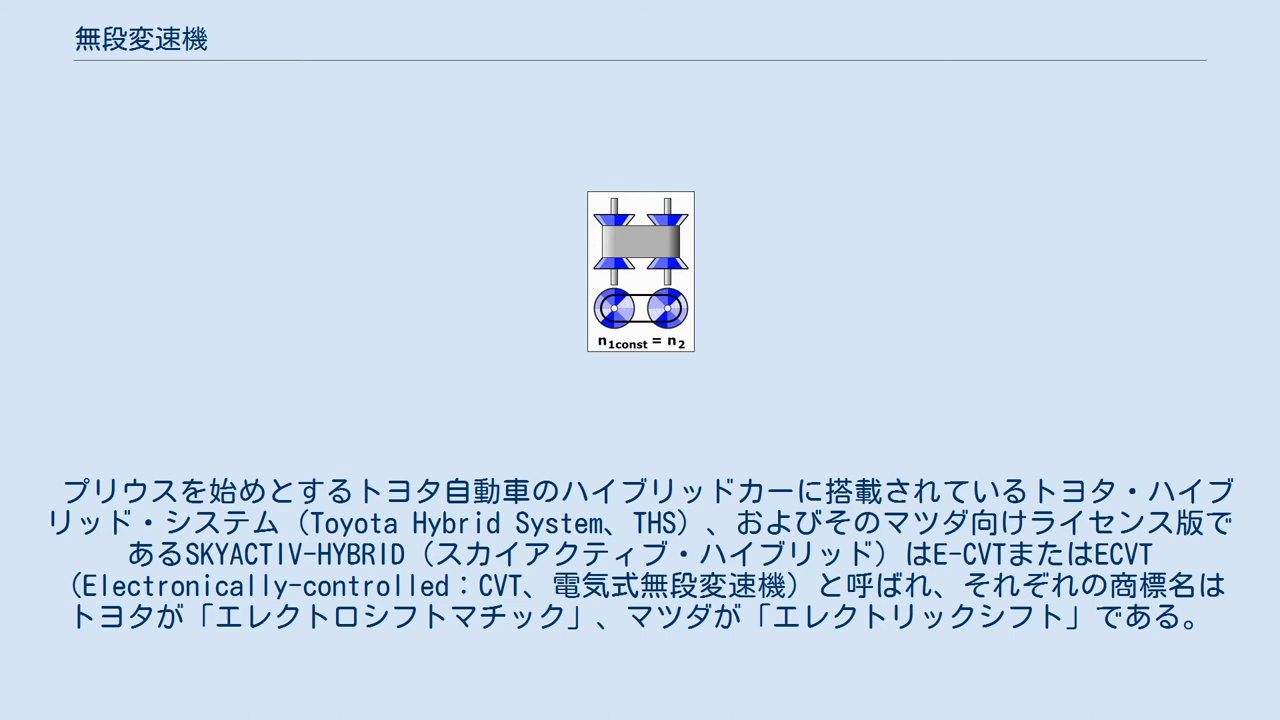 無段変速機
n1const = n2
プリウスを始めとするトヨタ自動車のハイブリッドカーに搭載されているトヨタ・ハイブ
リッド・システム（Toyota Hybrid System、THS）、およびそのマツダ向けライセンス版で
あるSKYACTIV-HYBRID（スカイアクティブ・ハイブリッド）はE-CVTまたはECVT
（Electronically-controlled：CVT、電気式無段変速機）と呼ばれ、それぞれの商標名は
トヨタが「エレクトロシフトマチック」、マツダが「エレクトリックシフト」である。